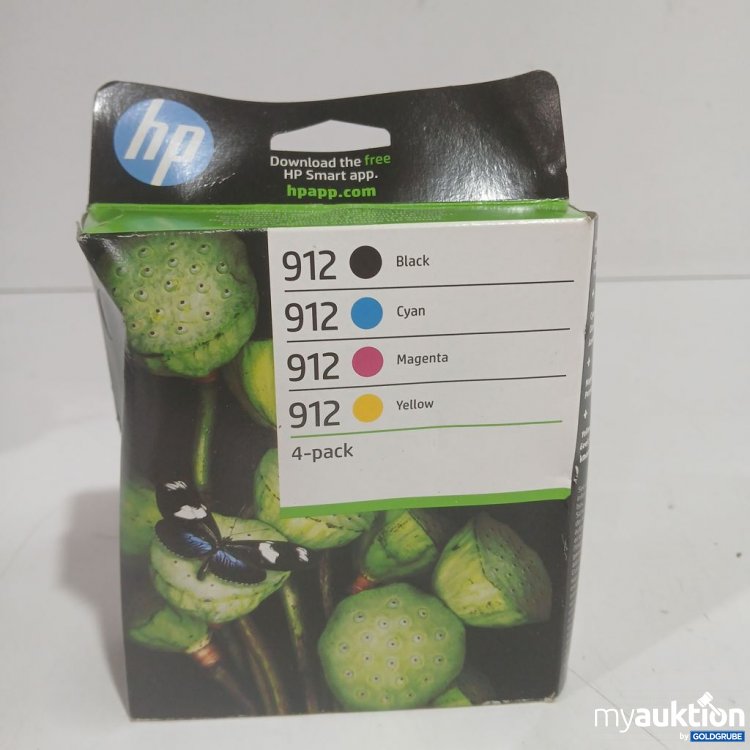 hp
Download the free
HP Smart app.
hpapp.com
912 Black
912 Cyan
912 Magenta
912 Yellow
4-pack
myauktion
by GOLDGRUBE